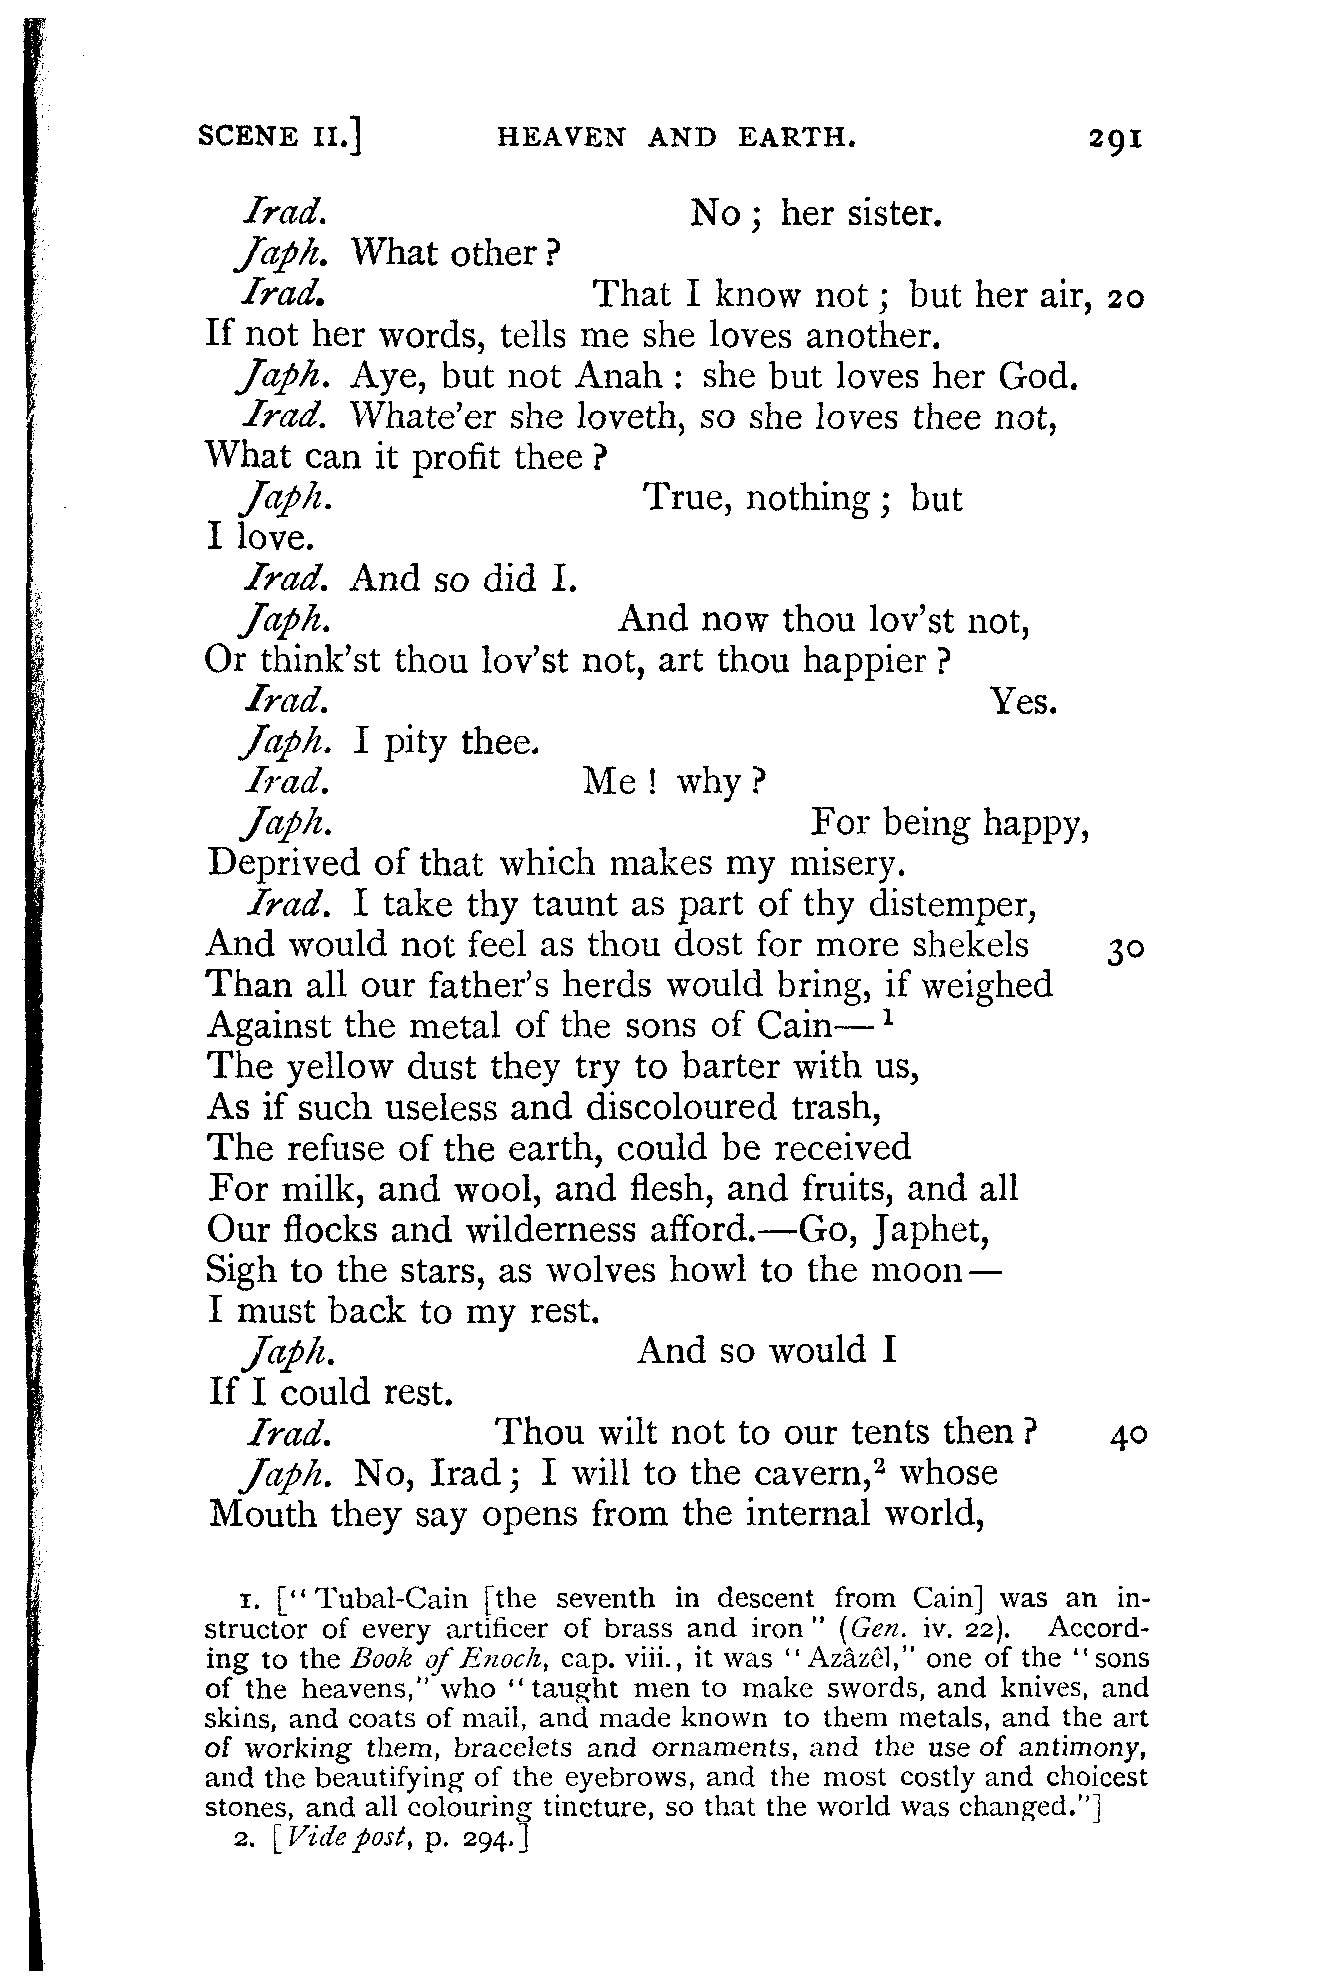 SCENE II.] HEAVEN AND EARTH. 291
Irad. No ; her sister.
Japh. What other ?
Irad. That I know not ; but her air, 20
If not her words, tells me she loves another.
Japh. Aye, but not Anah : she but loves her God.
Irad. Whate'er she loveth, so she loves thee not,
What can it profit thee ?
Japh. True, nothing ; but
I love.
Irad. And so did I.
Japh. And now thou lov'st not,
Or think'st thou lov'st not, art thou happier ?
Irad. Yes.
Japh. I pity thee.
Irad. Me ! why ?
Japh. For being happy,
Deprived of that which makes my misery.
Irad. I take thy taunt as part of thy distemper,
And would not feel as thou dost for more shekels 30
Than all our father's herds would bring, if weighed
Against the metal of the sons of Cain—¹
The yellow dust they try to barter with us,
As if such useless and discoloured trash,
The refuse of the earth, could be received
For milk, and wool, and flesh, and fruits, and all
Our flocks and wilderness afford.—Go, Japhet,
Sigh to the stars, as wolves howl to the moon—
I must back to my rest.
Japh. And so would I
If I could rest.
Irad. Thou wilt not to our tents then ? 40
Japh. No, Irad ; I will to the cavern,² whose
Mouth they say opens from the internal world,
1. ["Tubal-Cain [the seventh in descent from Cain] was an in-
structor of every artificer of brass and iron" (Gen. iv. 22). Accord-
ing to the Book of Enoch, cap. viii., it was "Azâzêl," one of the "sons
of the heavens," who "taught men to make swords, and knives, and
skins, and coats of mail, and made known to them metals, and the art
of working them, bracelets and ornaments, and the use of antimony,
and the beautifying of the eyebrows, and the most costly and choicest
stones, and all colouring tincture, so that the world was changed."]
2. [Vide post, p. 294.]